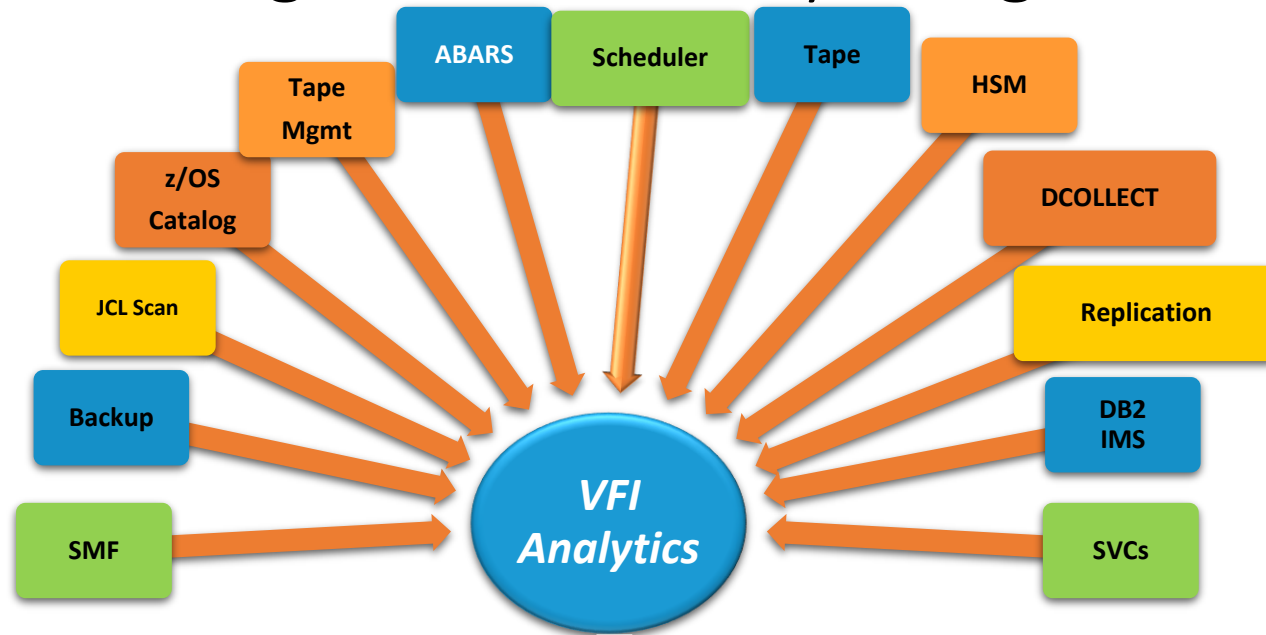 ABARS
Scheduler
Tape
Tape
Mgmt
HSM
z/OS
Catalog
DCOLLECT
JCL Scan
Replication
Backup
DB2
IMS
SMF
VFI
Analytics
SVCs